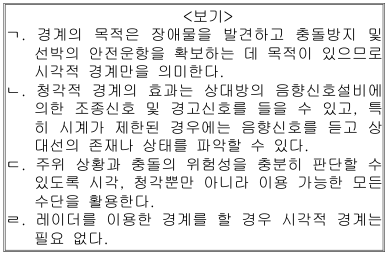 <보기>
ㄱ. 경계의 목적은 장애물을 발견하고 충돌방지 및
선박의 안전운항을 확보하는 데 목적이 있으므로
시각적 경계만을 의미한다.
ㄴ. 청각적 경계의 효과는 상대방의 음향신호설비에
의한 조종신호 및 경고신호를 들을 수 있고, 특
히 시계가 제한된 경우에는 음향신호를 듣고 상
대선의 존재나 상태를 파악할 수 있다.
ㄷ. 주위 상황과 충돌의 위험성을 충분히 판단할 수
있도록 시각, 청각뿐만 아니라 이용 가능한 모든
수단을 활용한다.
ㄹ. 레이더를 이용한 경계를 할 경우 시각적 경계는
필요 없다.